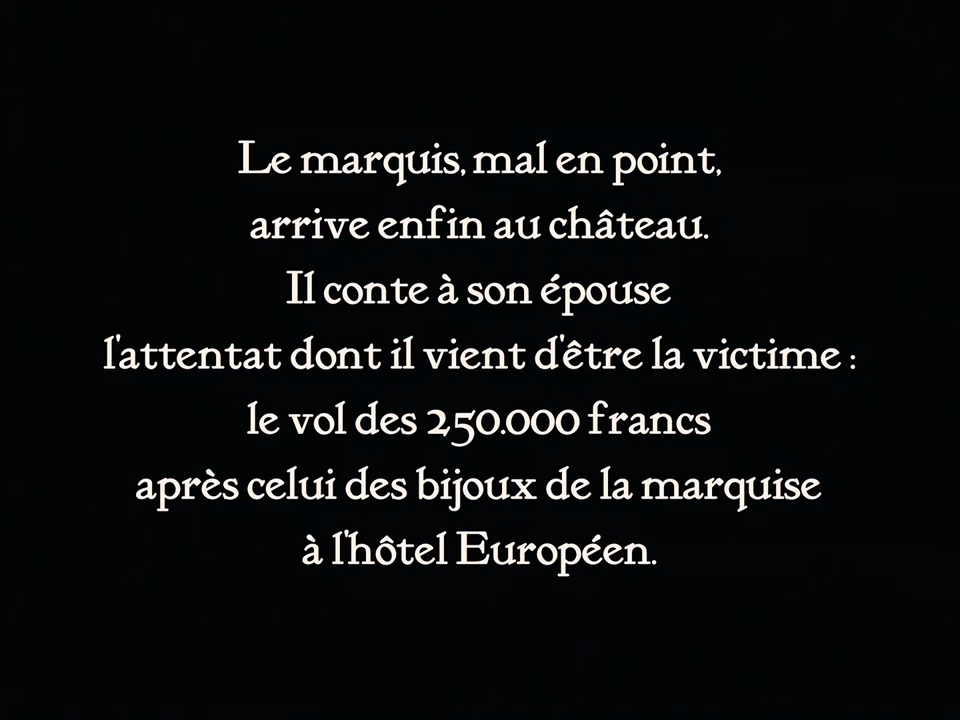 Le marquis, mal en point,
arrive enfin au château.
Il conte à son épouse
l'attentat dont il vient d'être la victime :
le vol des 250.000 francs
après celui des bijoux de la marquise
à l'hôtel Européen.